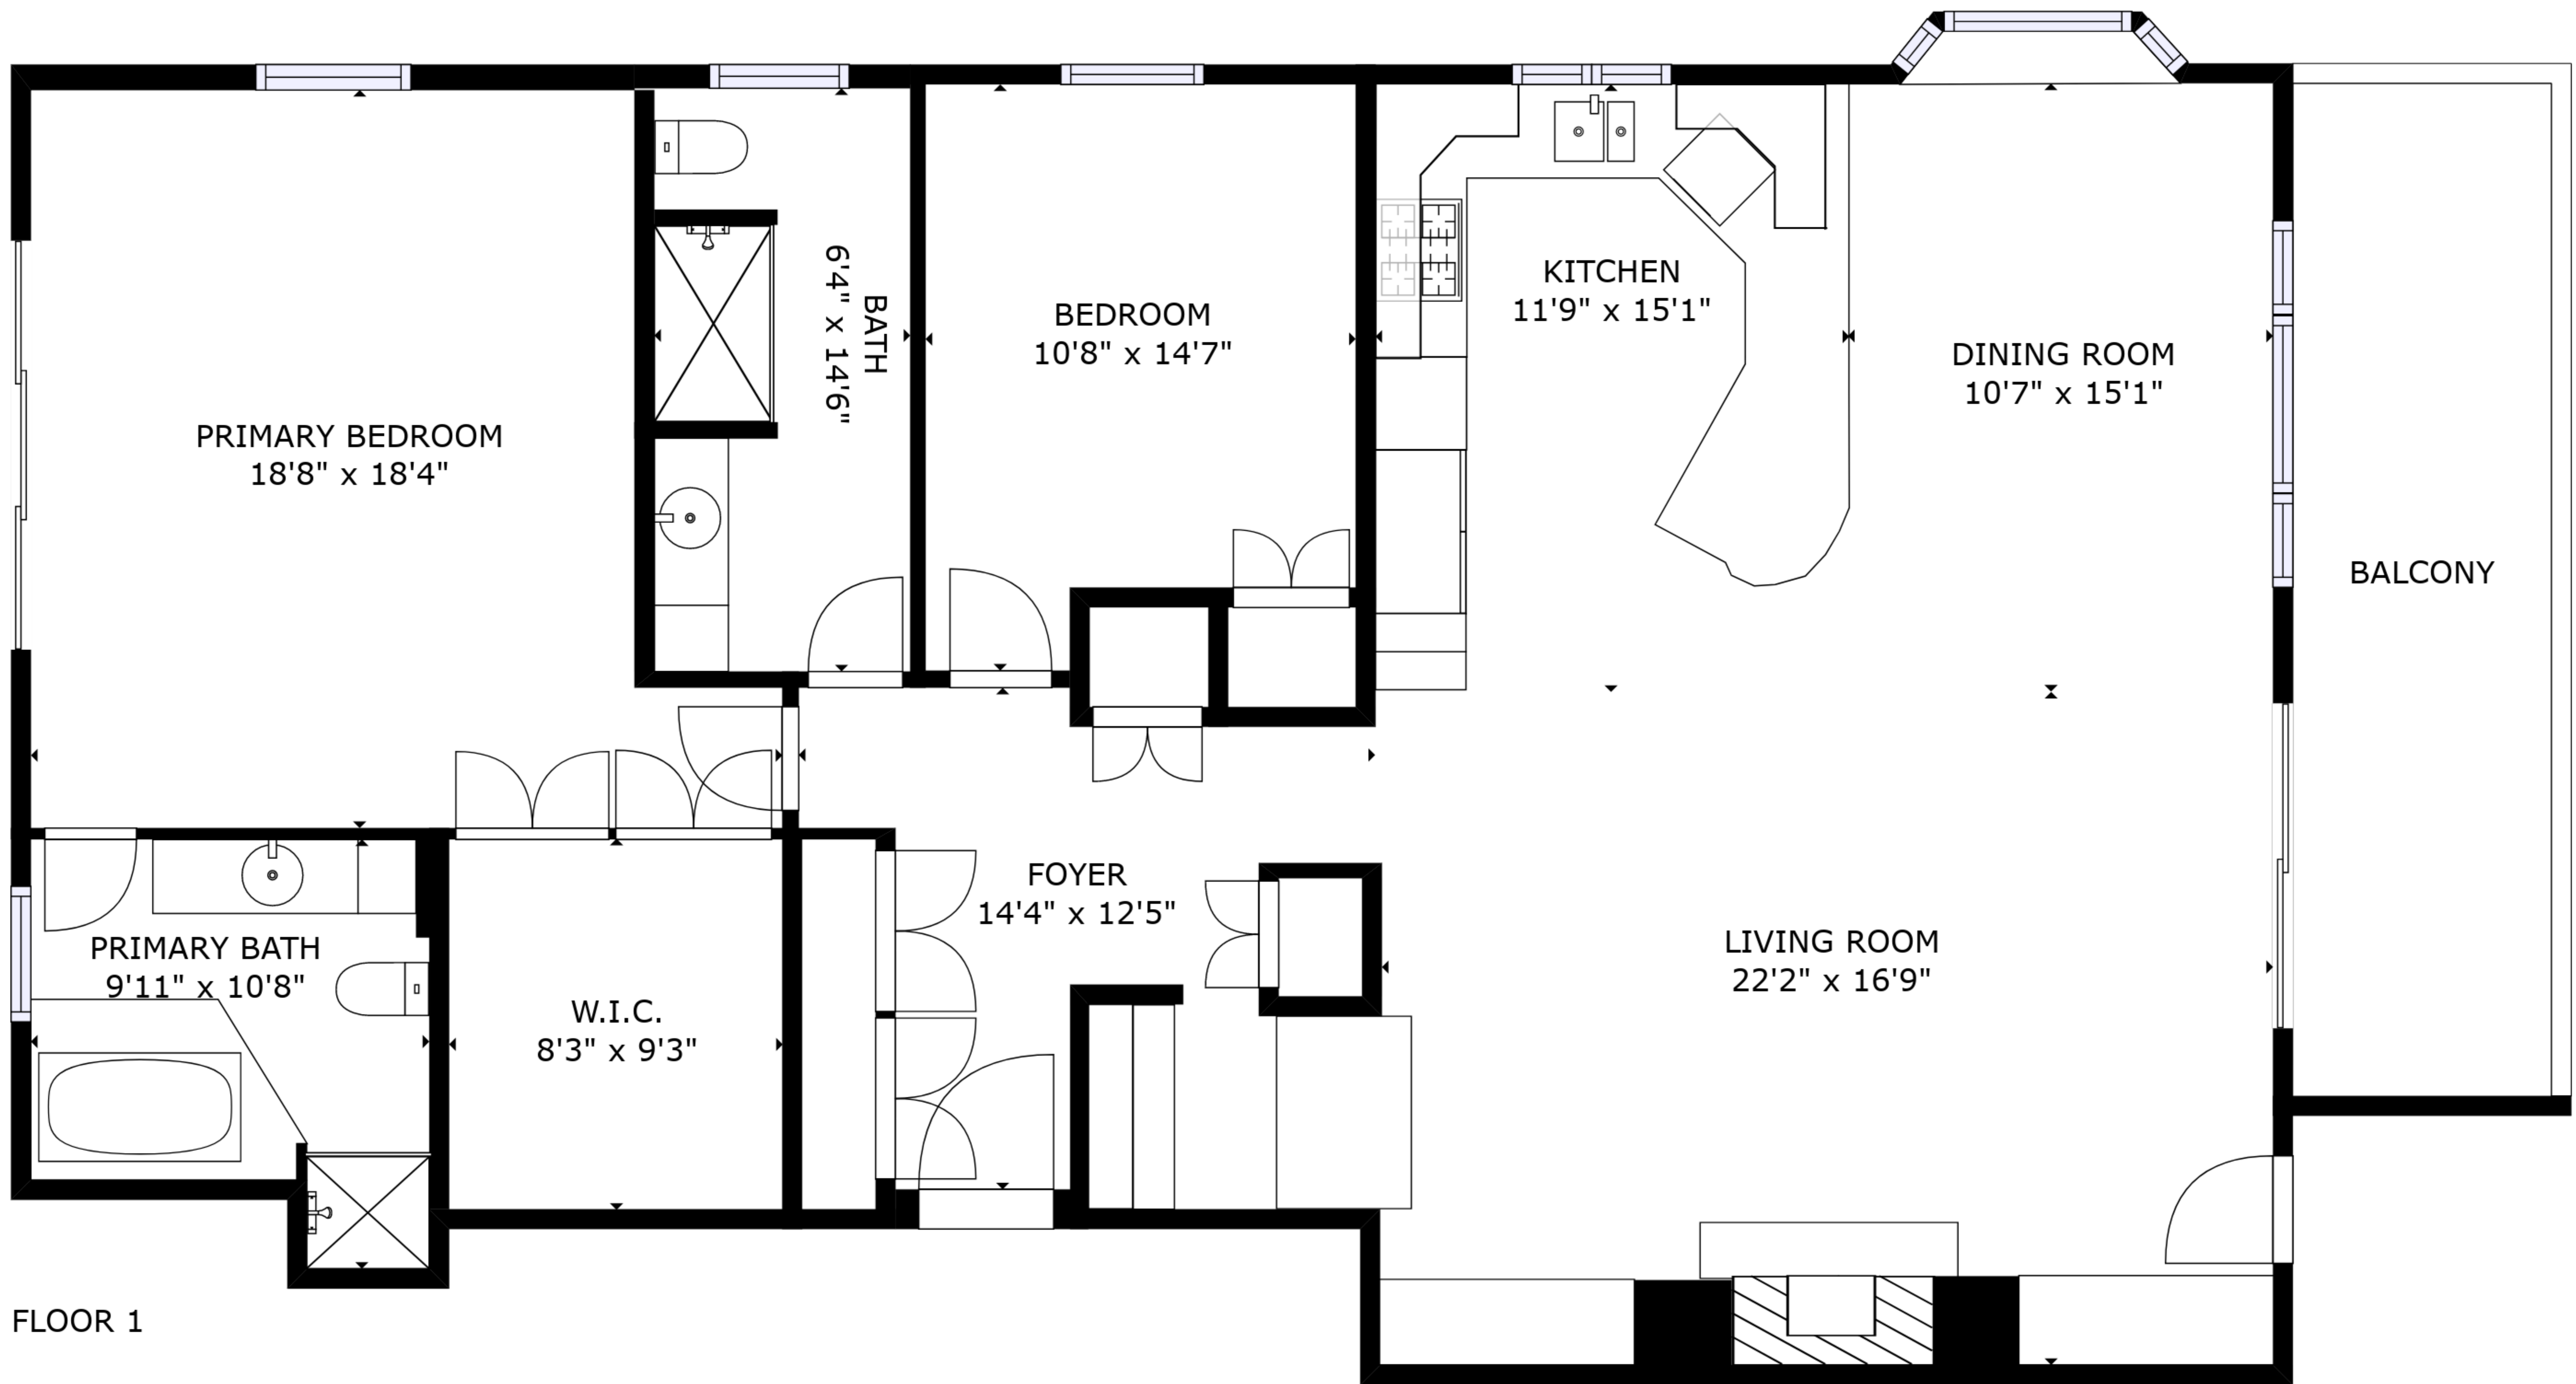 PRIMARY BEDROOM
18'8" x 18'4"
BATH
6'4" x 14'6"
BEDROOM
10'8" x 14'7"
KITCHEN
11'9" x 15'1"
DINING ROOM
10'7" x 15'1"
BALCONY
PRIMARY BATH
9'11" x 10'8"
W.I.C.
8'3" x 9'3"
FOYER
14'4" x 12'5"
LIVING ROOM
22'2" x 16'9"
FLOOR 1